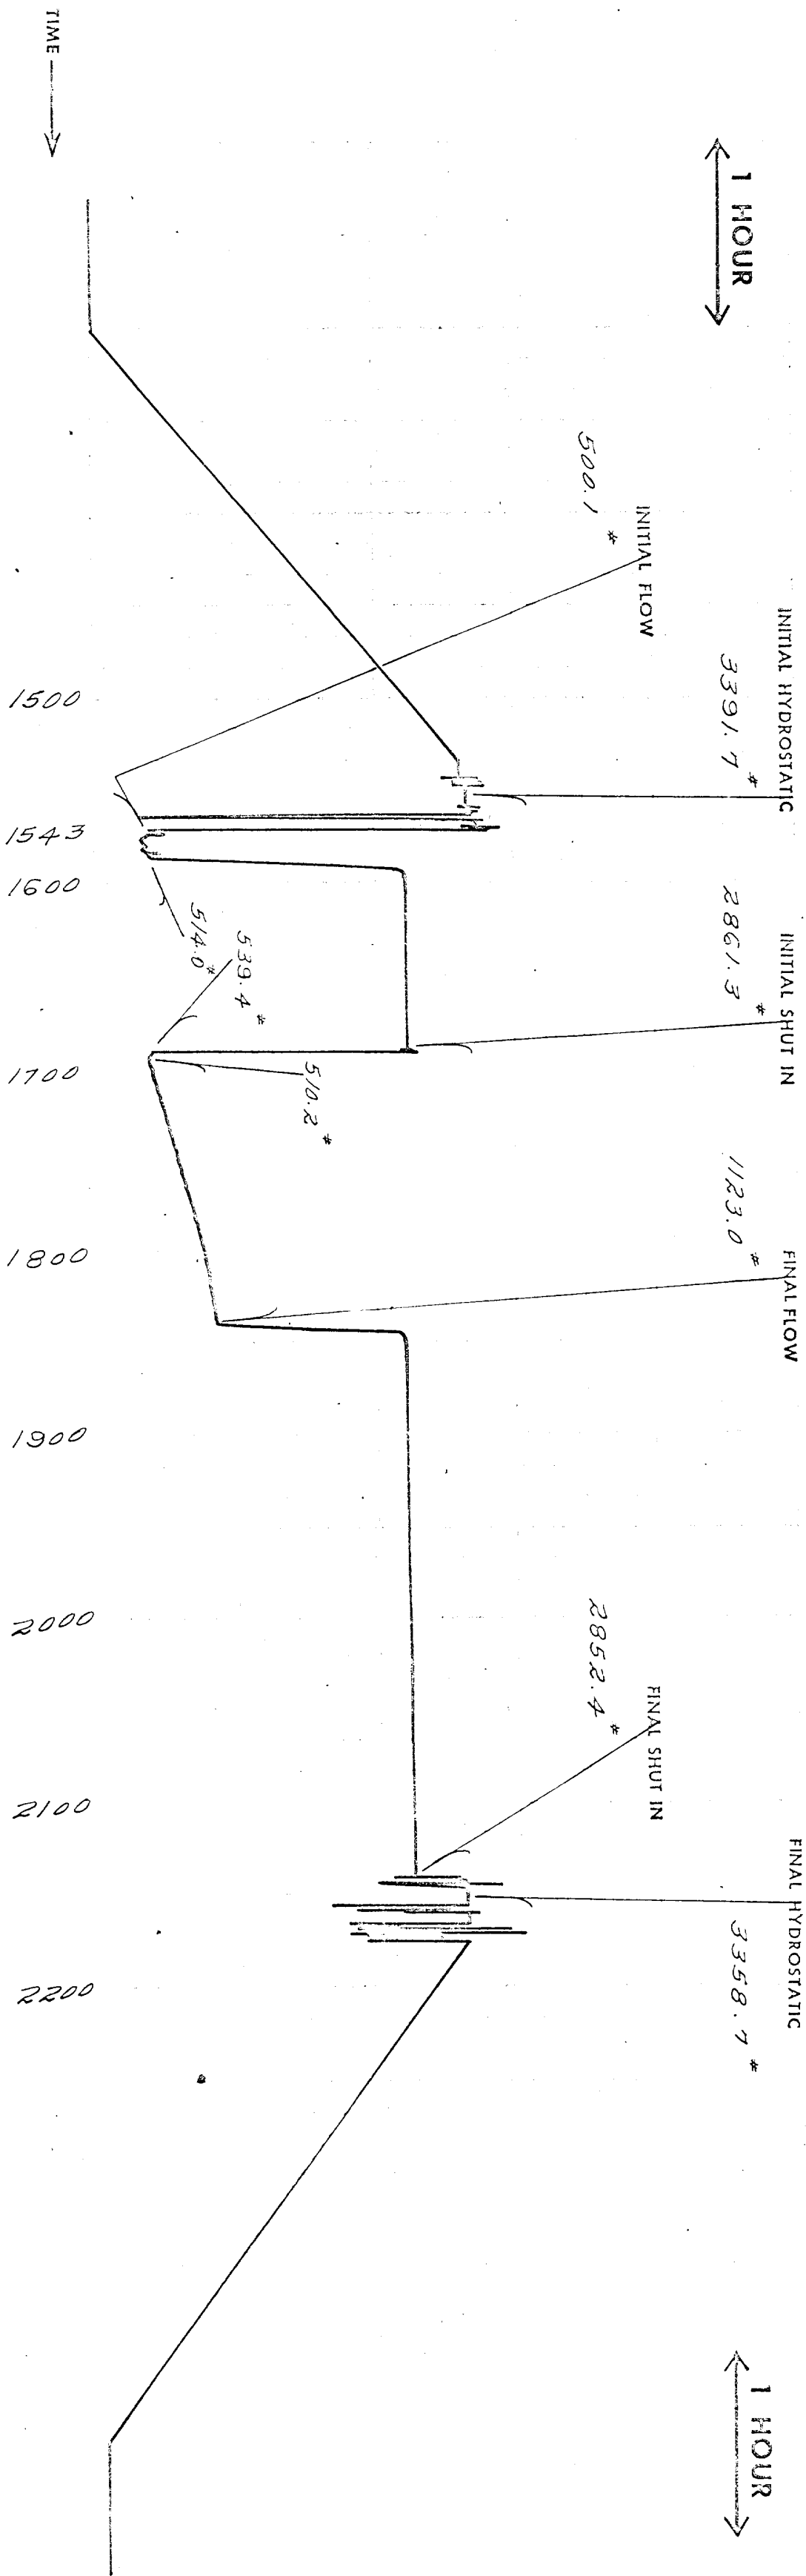 TIME
1 HOUR
INITIAL FLOW
500.1 #
INITIAL HYDROSTATIC
3391.7 #
1500
1543
1600
514.0 #
539.4 #
INITIAL SHUT IN
2861.3 #
510.2 #
1700
FINAL FLOW
1123.0 #
1800
1900
2000
FINAL SHUT IN
2852.4 #
2100
FINAL HYDROSTATIC
3358.7 #
2200
1 HOUR